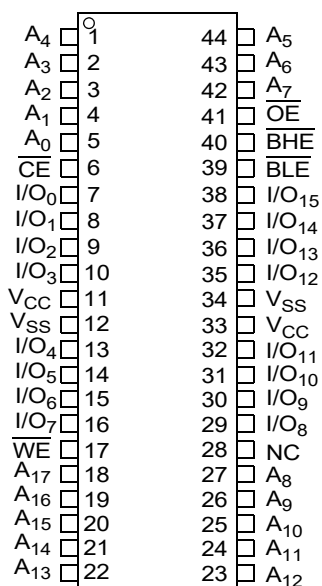 A4 1 44 A5
A3 2 43 A6
A2 3 42 A7
A1 4 41 OE
A0 5 40 BHE
CE 6 39 BLE
I/O0 7 38 I/O15
I/O1 8 37 I/O14
I/O2 9 36 I/O13
I/O3 10 35 I/O12
VCC 11 34 VSS
VSS 12 33 VCC
I/O4 13 32 I/O11
I/O5 14 31 I/O10
I/O6 15 30 I/O9
I/O7 16 29 I/O8
WE 17 28 NC
A17 18 27 A8
A16 19 26 A9
A15 20 25 A10
A14 21 24 A11
A13 22 23 A12